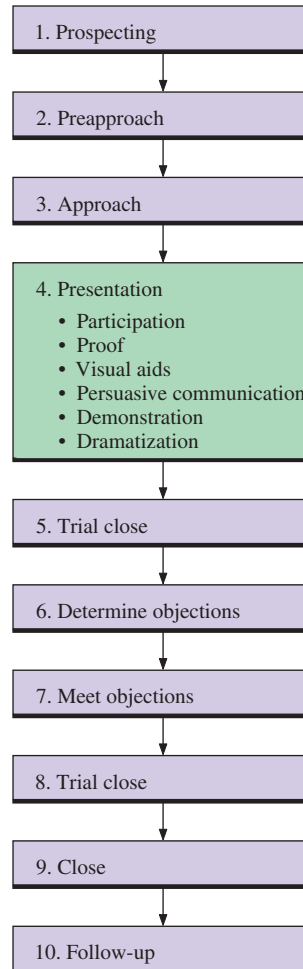 1. Prospecting
2. Preapproach
3. Approach
4. Presentation
• Participation
• Proof
• Visual aids
• Persuasive communication
• Demonstration
• Dramatization
5. Trial close
6. Determine objections
7. Meet objections
8. Trial close
9. Close
10. Follow-up